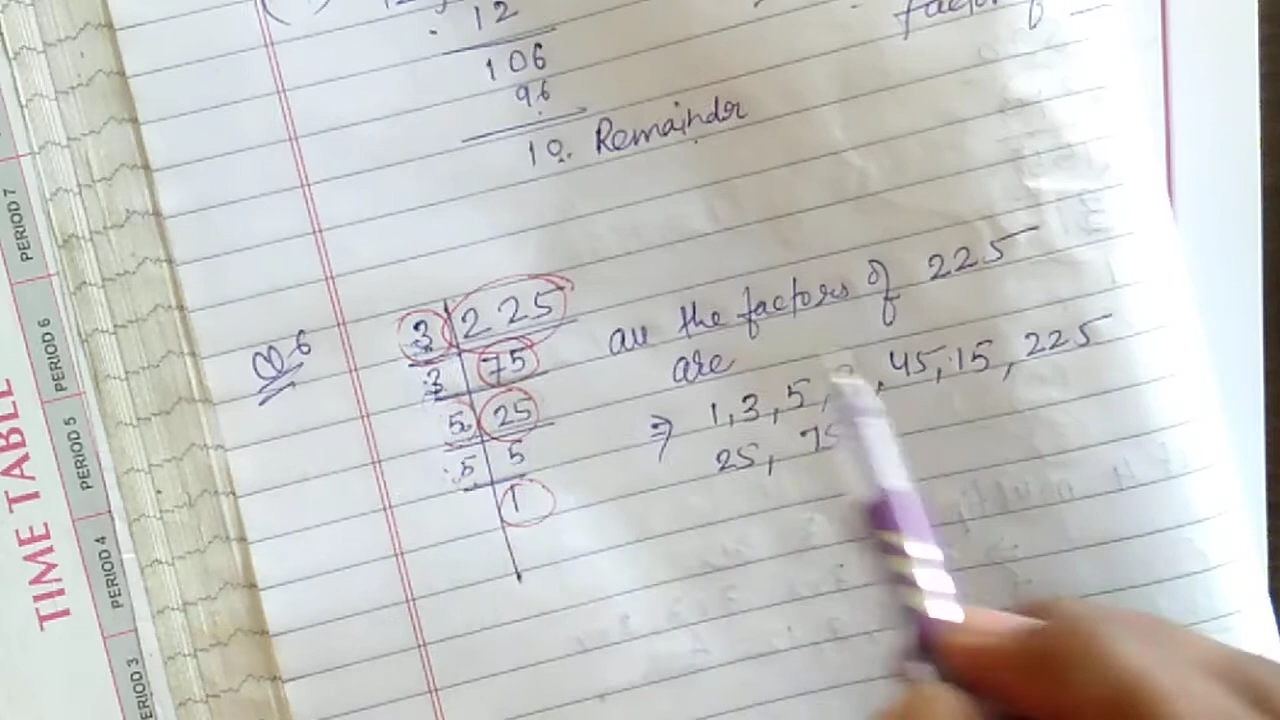 12
106
factor of
96
10. Remainder
Q-6
3 225
3 75
5 25
5 5
1
all the factors of 225
are
⇒ 1, 3, 5, , 45, 15, 225
25, 75
TIME TABLE
PERIOD 7
PERIOD 6
PERIOD 5
PERIOD 4
PERIOD 3